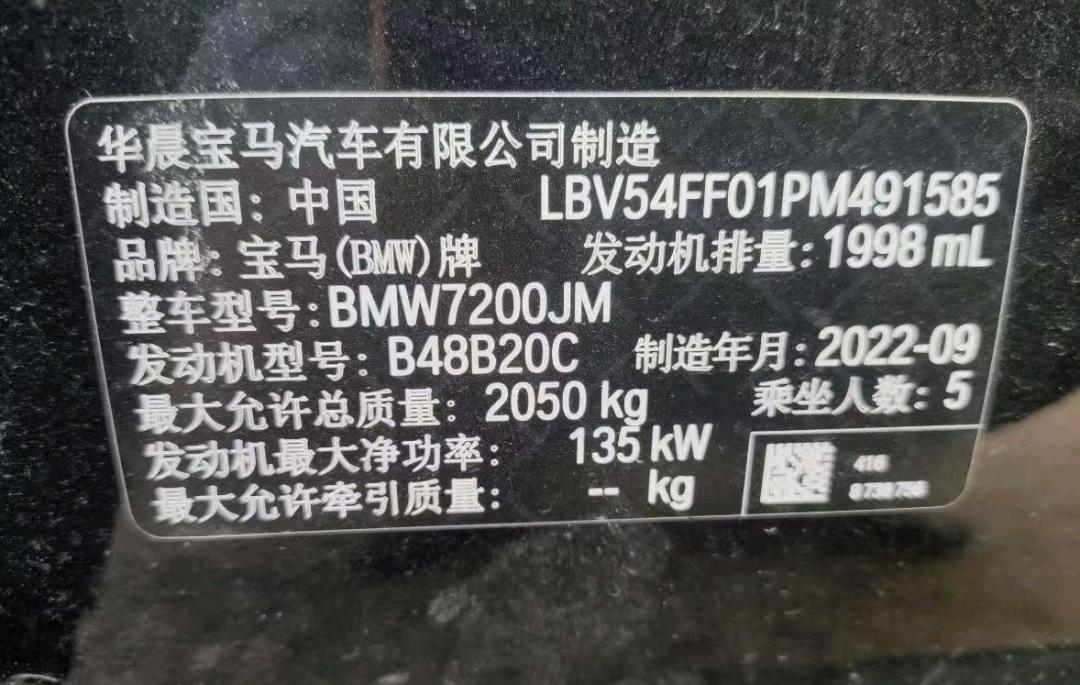 华晨宝马汽车有限公司制造
制造国：中国 LBV54FF01PM491585
品牌：宝马(BMW)牌 发动机排量：1998 mL
整车型号：BMW7200JM
发动机型号：B48B20C 制造年月：2022-09
最大允许总质量：2050 kg 乘坐人数：5
发动机最大净功率：135 kW
最大允许牵引质量：-- kg